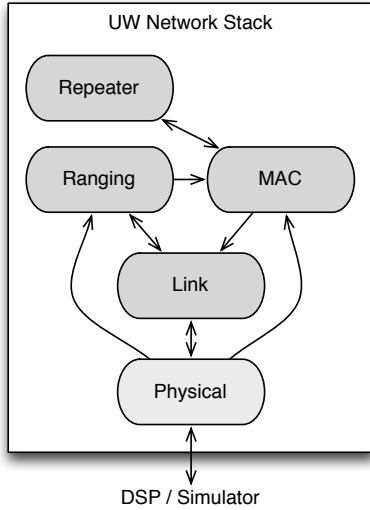 UW Network Stack
Repeater
Ranging
MAC
Link
Physical
DSP / Simulator